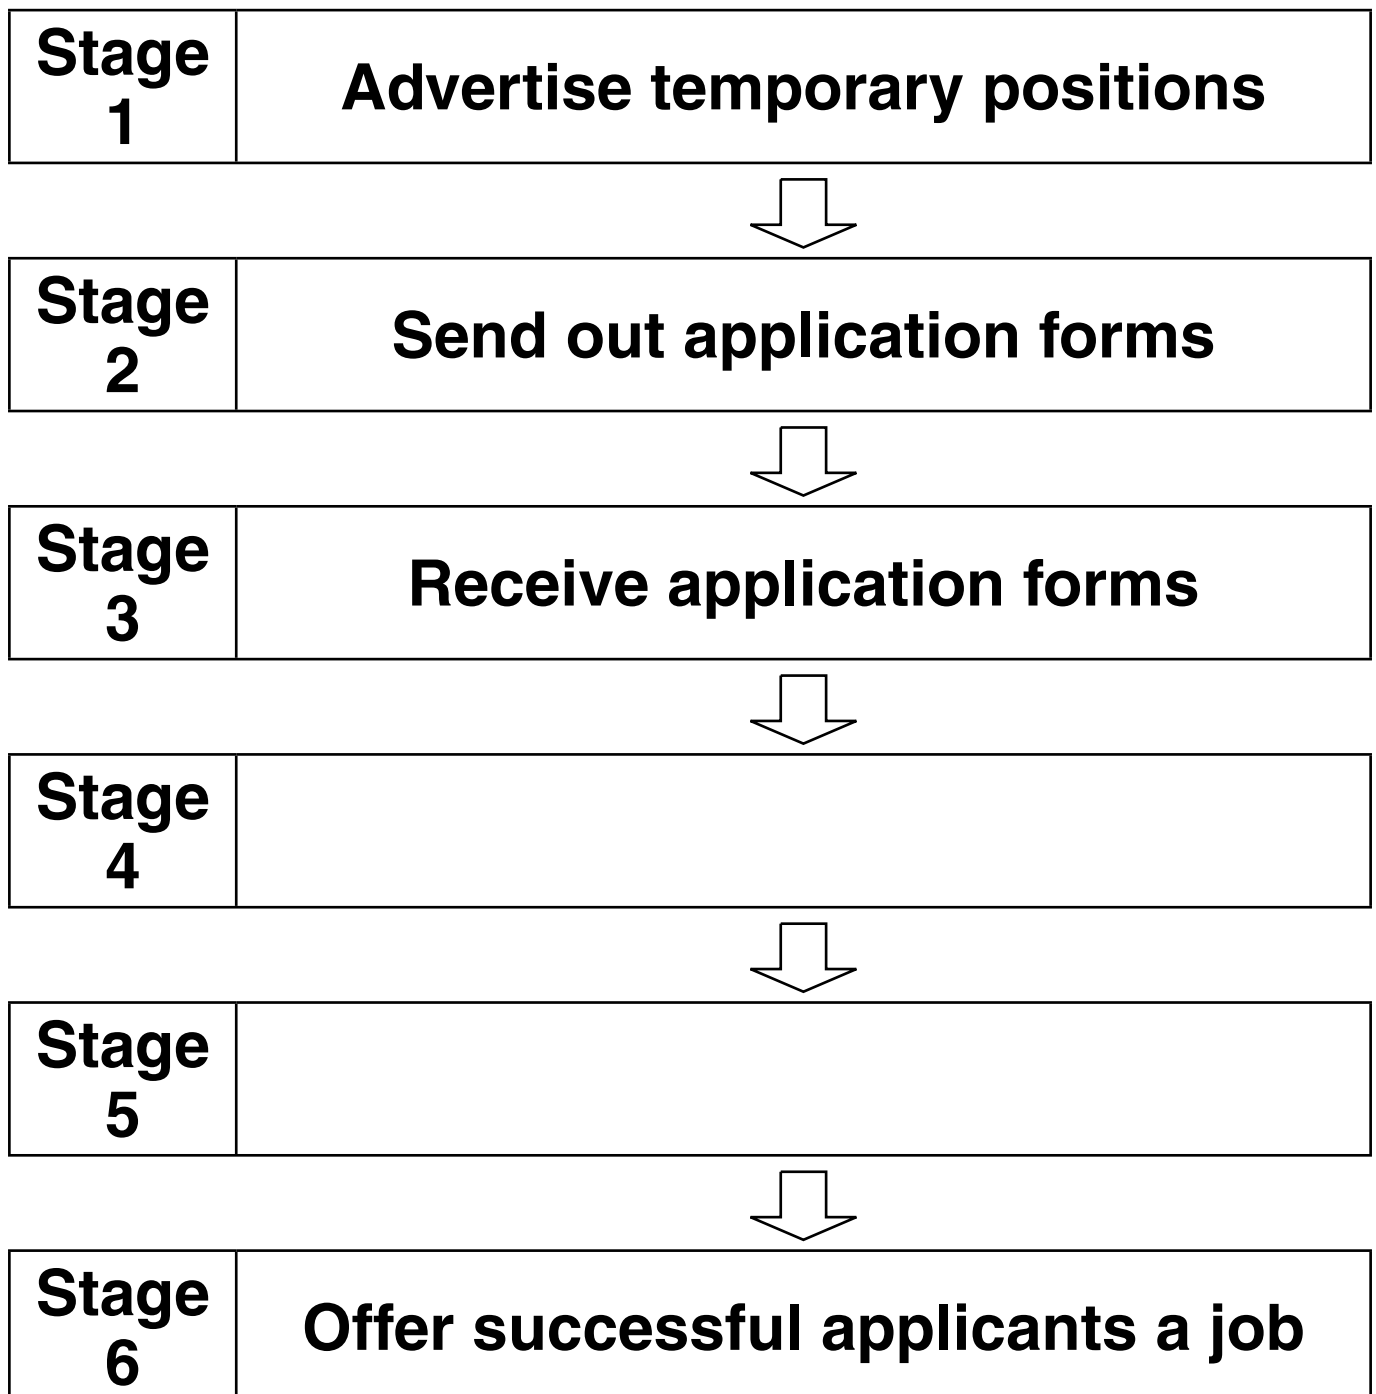 Stage
1
Advertise temporary positions
Stage
2
Send out application forms
Stage
3
Receive application forms
Stage
4
Stage
5
Stage
6
Offer successful applicants a job